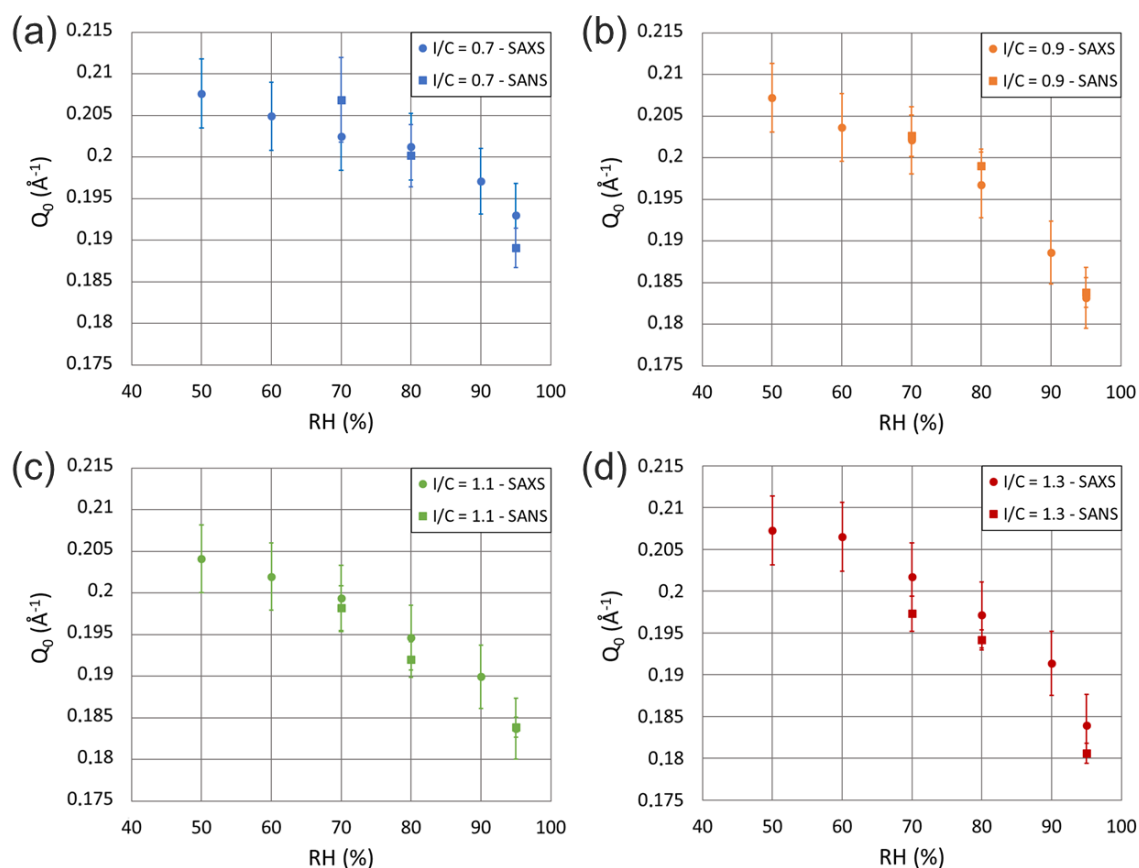 (a)
0,215
0,21
0,205
0,2
0,195
0,19
0,185
0,18
0,175
Q₀ (Å⁻¹)
I/C = 0.7 - SAXS
I/C = 0.7 - SANS
40 50 60 70 80 90 100
RH (%)
(b)
0,215
0,21
0,205
0,2
0,195
0,19
0,185
0,18
0,175
Q₀ (Å⁻¹)
I/C = 0.9 - SAXS
I/C = 0.9 - SANS
40 50 60 70 80 90 100
RH (%)
(c)
0,215
0,21
0,205
0,2
0,195
0,19
0,185
0,18
0,175
Q₀ (Å⁻¹)
I/C = 1.1 - SAXS
I/C = 1.1 - SANS
40 50 60 70 80 90 100
RH (%)
(d)
0,215
0,21
0,205
0,2
0,195
0,19
0,185
0,18
0,175
Q₀ (Å⁻¹)
I/C = 1.3 - SAXS
I/C = 1.3 - SANS
40 50 60 70 80 90 100
RH (%)